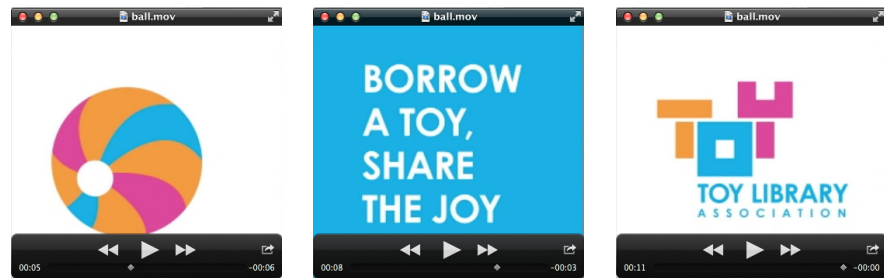 ball.mov
00:05
-00:06
ball.mov
BORROW
A TOY,
SHARE
THE JOY
00:08
-00:03
ball.mov
TOY
TOY LIBRARY
ASSOCIATION
00:11
-00:00